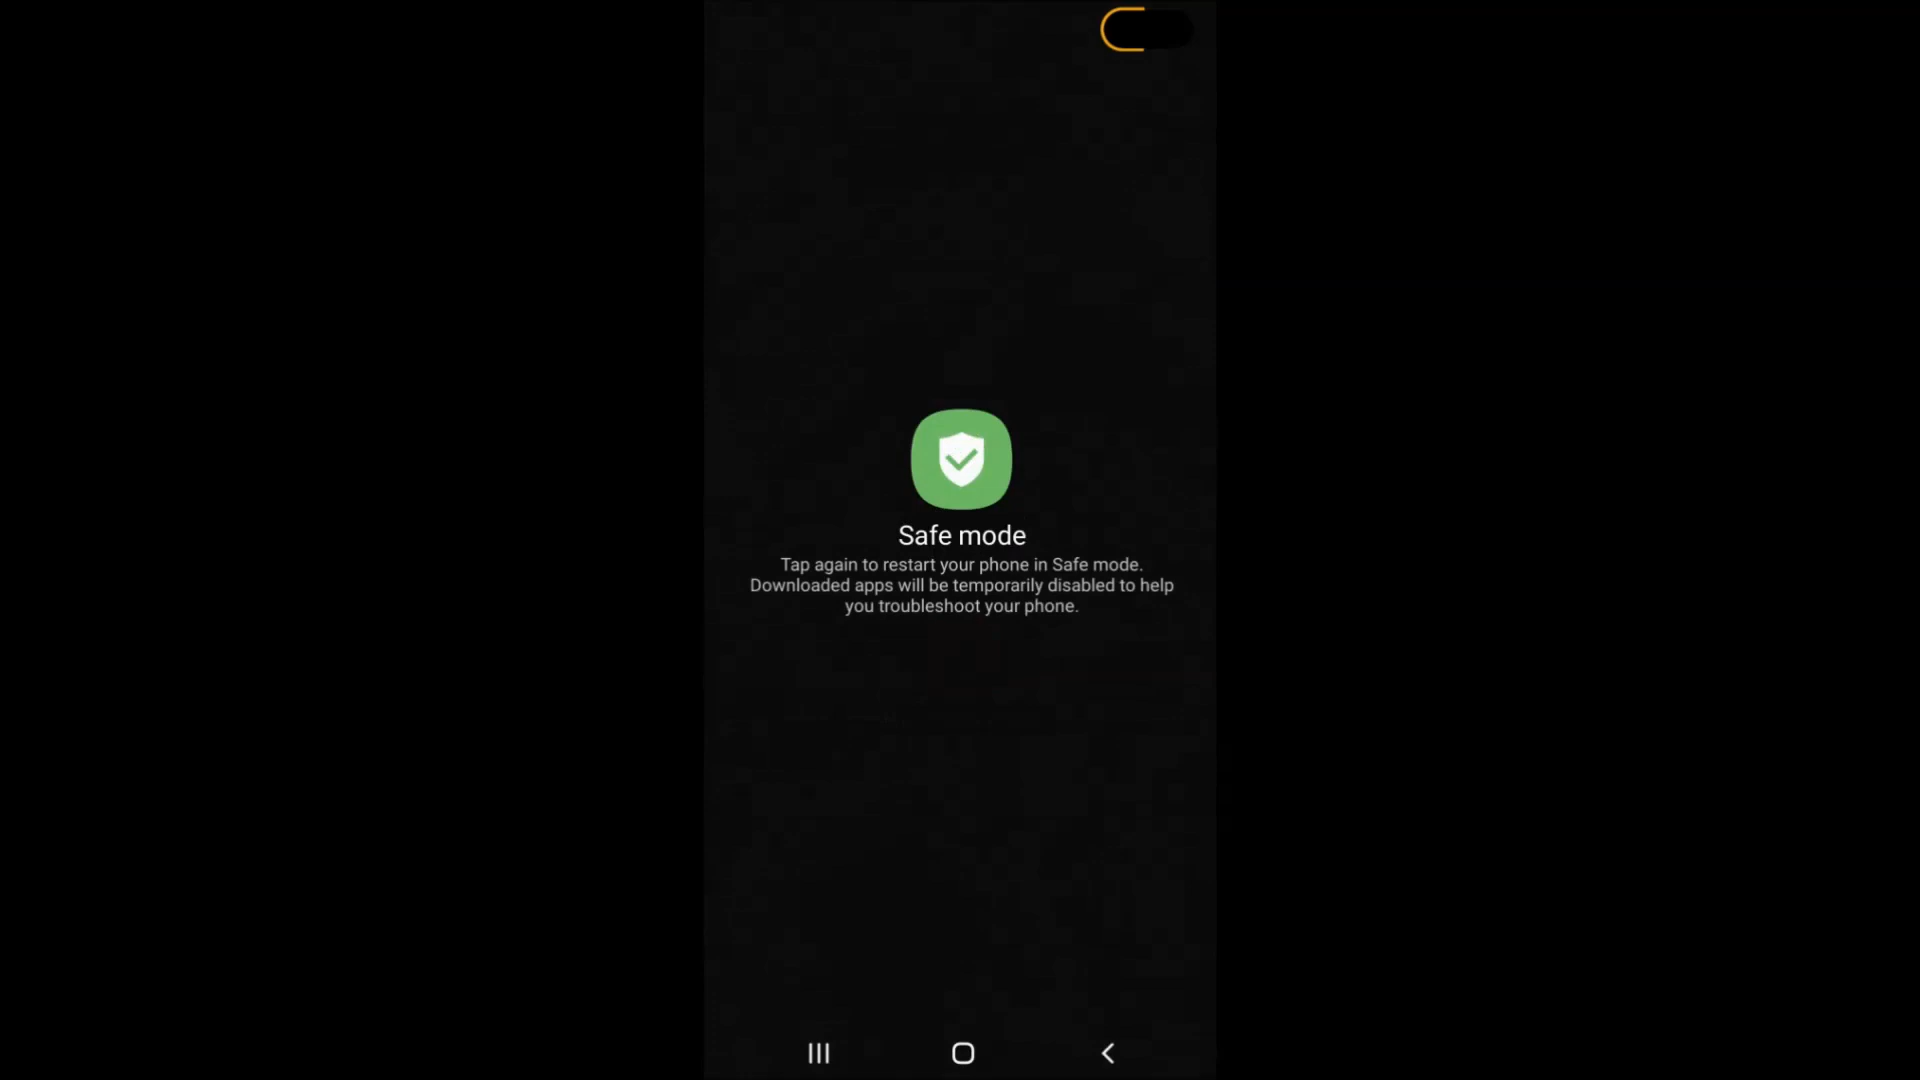 Safe mode
Tap again to restart your phone in Safe mode.
Downloaded apps will be temporarily disabled to help
you troubleshoot your phone.